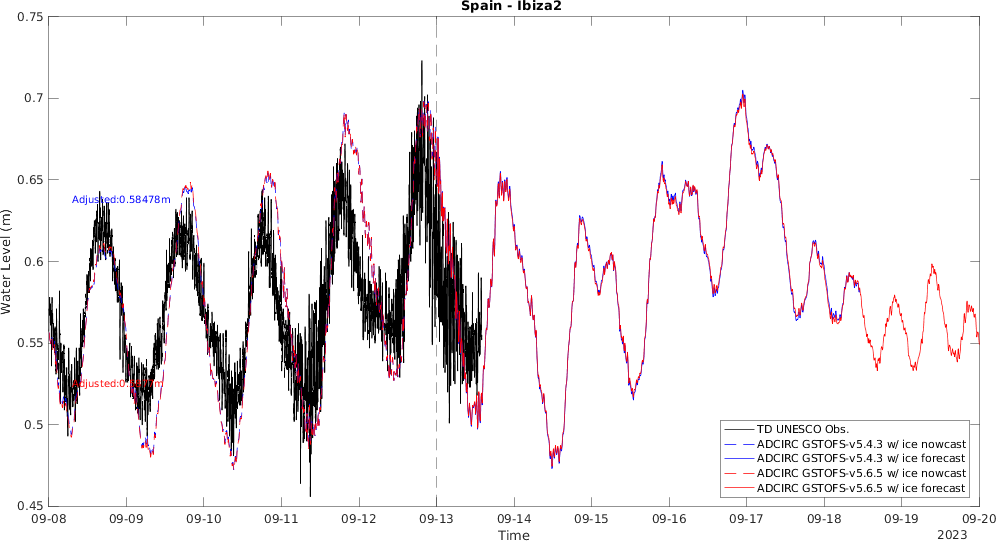 Spain - Ibiza2
0.75
0.7
0.65
0.6
0.55
0.5
0.45
Water Level (m)
Adjusted:0.58478m
TD UNESCO Obs.
ADCIRC GSTOFS-v5.4.3 w/ ice nowcast
ADCIRC GSTOFS-v5.4.3 w/ ice forecast
ADCIRC GSTOFS-v5.6.5 w/ ice nowcast
ADCIRC GSTOFS-v5.6.5 w/ ice forecast
09-08 09-09 09-10 09-11 09-12 09-13 09-14 09-15 09-16 09-17 09-18 09-19 09-20
Time
2023